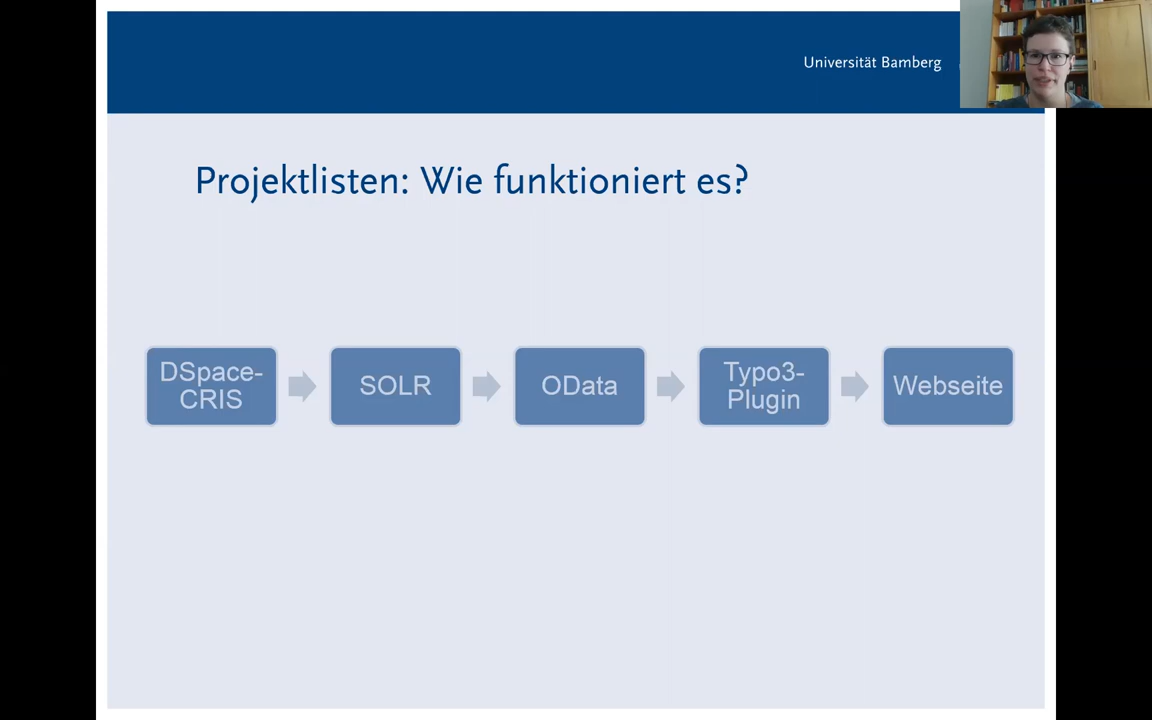 Universität Bamberg
Projektlisten: Wie funktioniert es?
DSpace-
CRIS
SOLR
OData
Typo3-
Plugin
Webseite